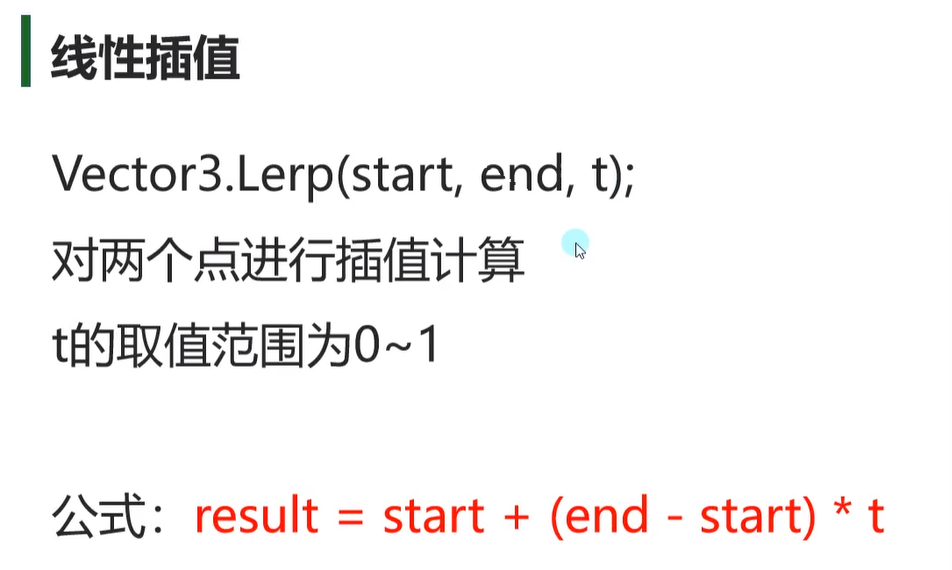 线性插值
Vector3.Lerp(start, end, t);
对两个点进行插值计算
t的取值范围为0~1
公式：result = start + (end - start) * t